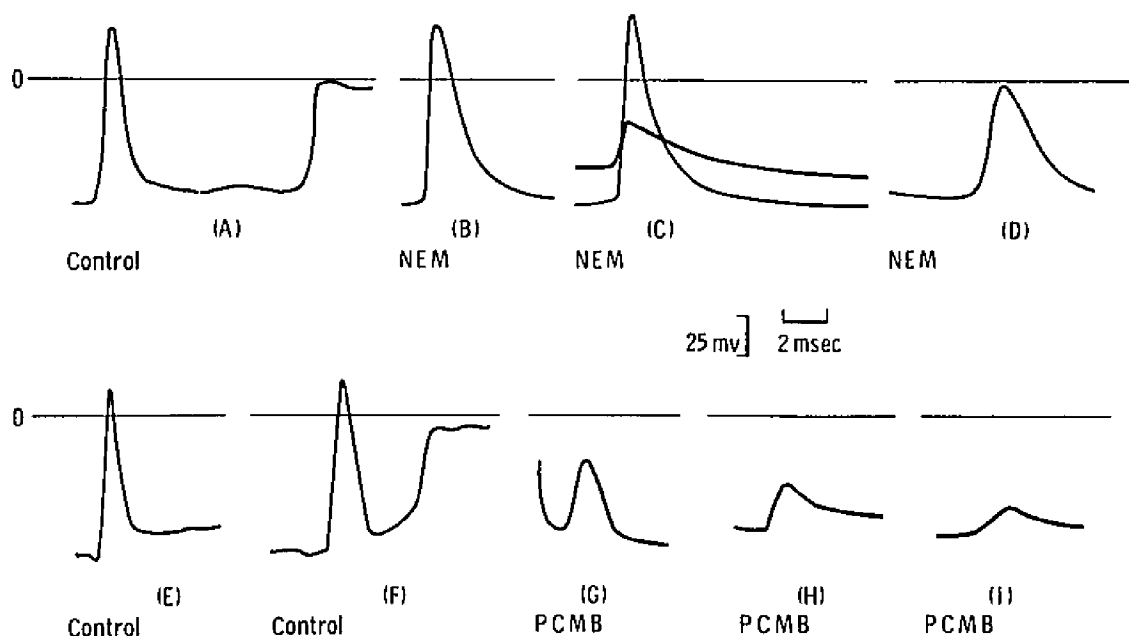 0
(A) (B) (C) (D)
Control NEM NEM NEM
25 mv 2 msec
0
(E) (F) (G) (H) (I)
Control Control PCMB PCMB PCMB